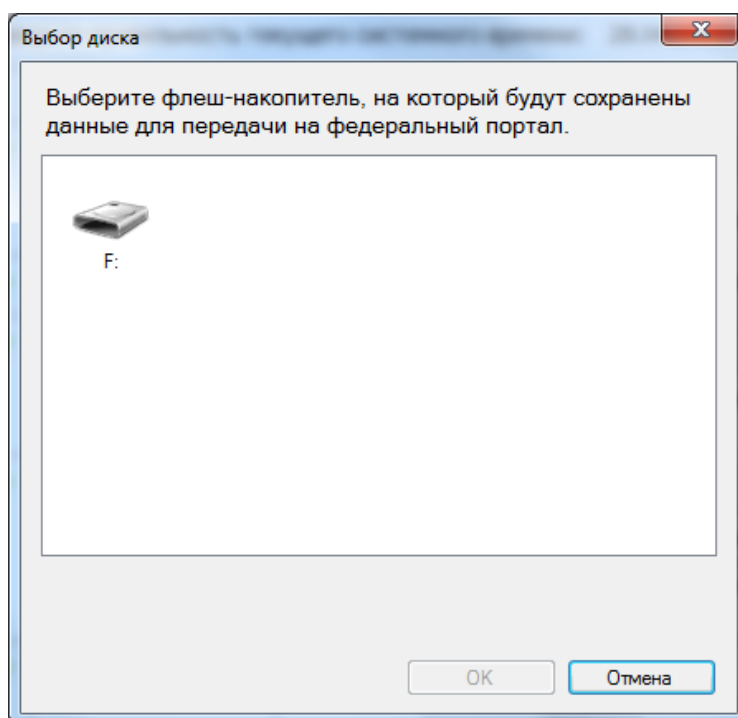 Выбор диска
Выберите флеш-накопитель, на который будут сохранены
данные для передачи на федеральный портал.
F:
OK
Отмена